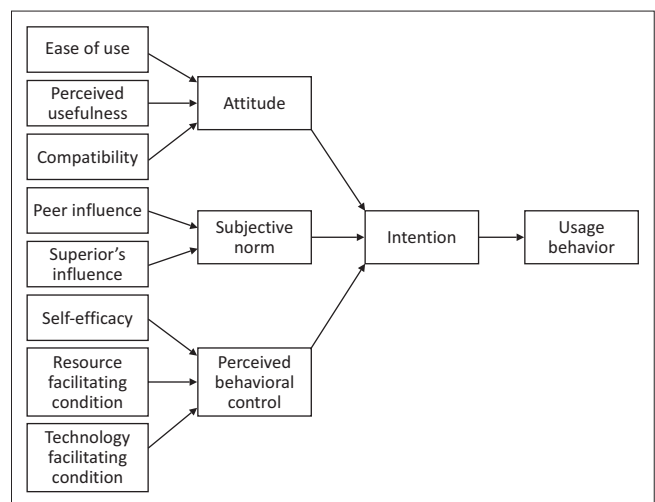 Ease of use
Perceived
usefulness
Compatibility
Attitude
Peer influence
Superior's
influence
Subjective
norm
Intention
Usage
behavior
Self-efficacy
Resource
facilitating
condition
Technology
facilitating
condition
Perceived
behavioral
control